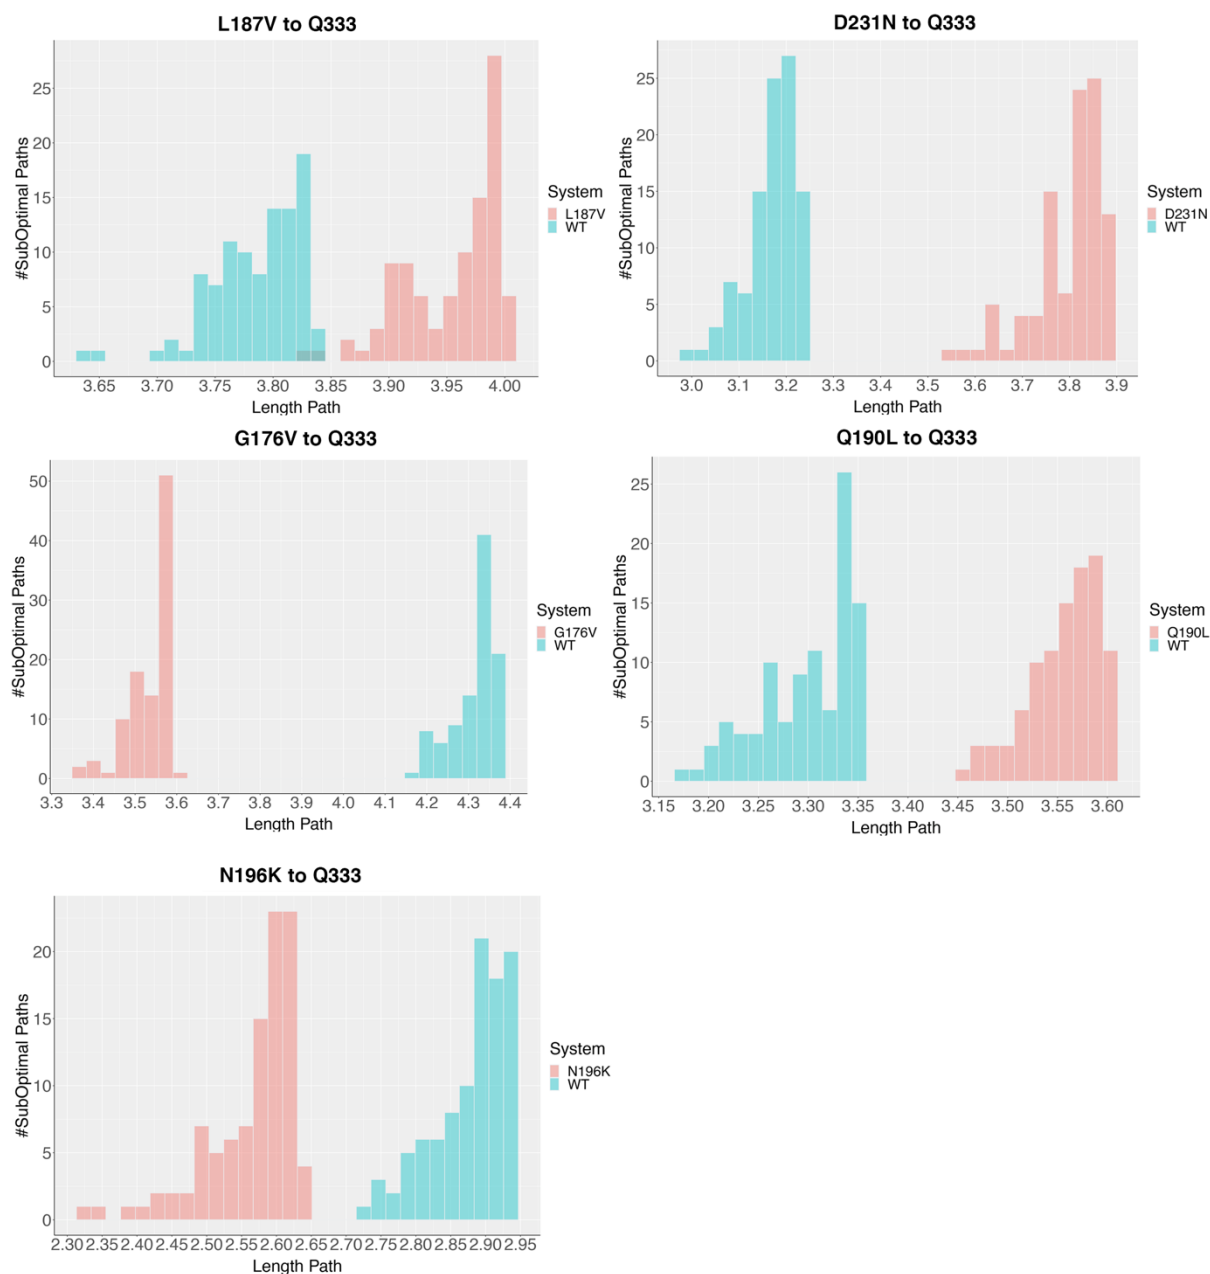 L187V to Q333
#SubOptimal Paths
25
20
15
10
5
0
3.65 3.70 3.75 3.80 3.85 3.90 3.95 4.00
Length Path
System
L187V
WT
D231N to Q333
#SubOptimal Paths
25
20
15
10
5
0
3.0 3.1 3.2 3.3 3.4 3.5 3.6 3.7 3.8 3.9
Length Path
System
D231N
WT
G176V to Q333
#SubOptimal Paths
50
40
30
20
10
0
3.3 3.4 3.5 3.6 3.7 3.8 3.9 4.0 4.1 4.2 4.3 4.4
Length Path
System
G176V
WT
Q190L to Q333
#SubOptimal Paths
25
20
15
10
5
0
3.15 3.20 3.25 3.30 3.35 3.40 3.45 3.50 3.55 3.60
Length Path
System
Q190L
WT
N196K to Q333
#SubOptimal Paths
20
15
10
5
0
2.30 2.35 2.40 2.45 2.50 2.55 2.60 2.65 2.70 2.75 2.80 2.85 2.90 2.95
Length Path
System
N196K
WT